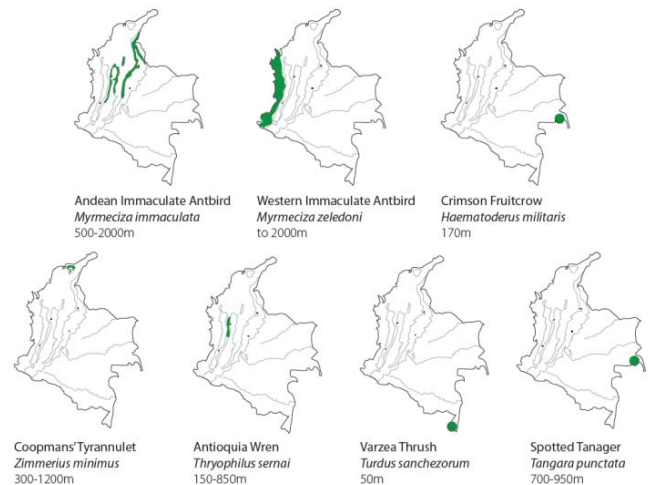 Andean Immaculate Antbird
Myrmeciza immaculata
500-2000m
Western Immaculate Antbird
Myrmeciza zeledoni
to 2000m
Crimson Fruitcrow
Haematoderus militaris
170m
Coopmans' Tyrannulet
Zimmerius minimus
300-1200m
Antioquia Wren
Thryophilus sernai
150-850m
Varzea Thrush
Turdus sanchezorum
50m
Spotted Tanager
Tangara punctata
700-950m